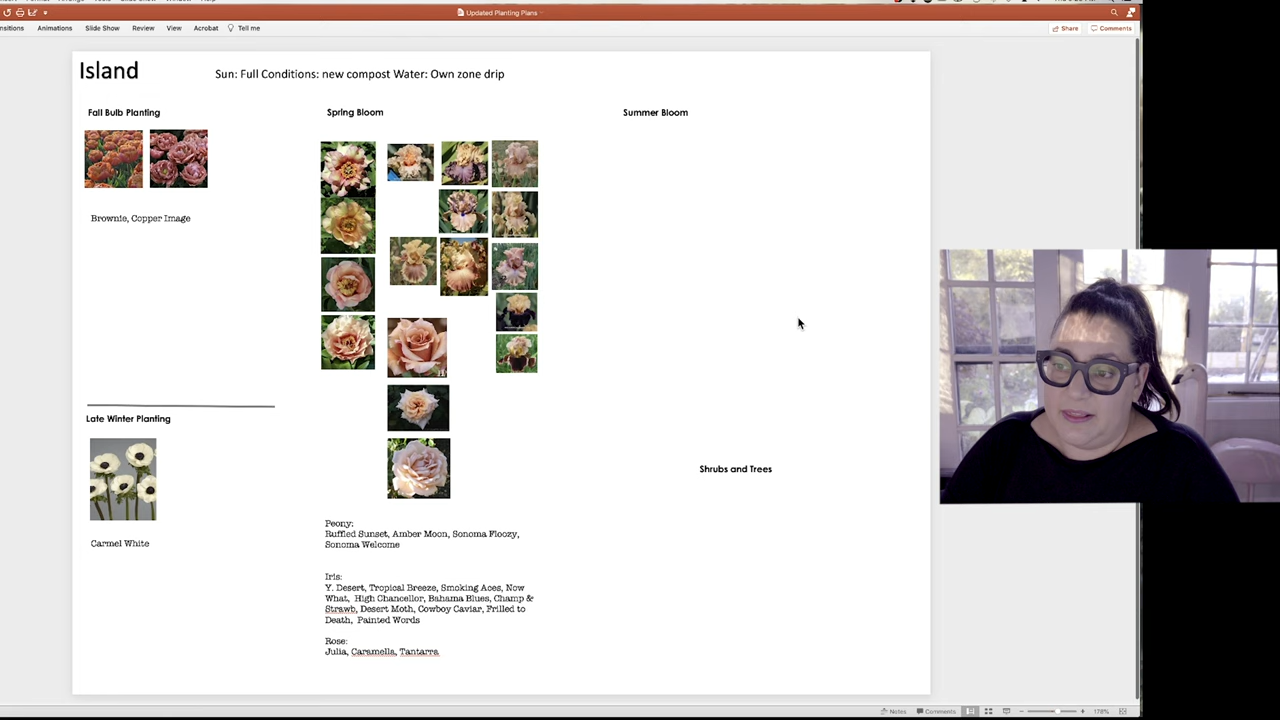 Updated Planting Plans
nsitions Animations Slide Show Review View Acrobat Tell me
Share Comments
Island
Sun: Full Conditions: new compost Water: Own zone drip
Fall Bulb Planting
Spring Bloom
Summer Bloom
Brownie, Copper Image
Late Winter Planting
Shrubs and Trees
Carmel White
Peony:
Ruffled Sunset, Amber Moon, Sonoma Floozy,
Sonoma Welcome
Iris:
Y. Desert, Tropical Breeze, Smoking Aces, Now
What, High Chancellor, Bahama Blues, Champ &
Strawb, Desert Moth, Cowboy Caviar, Frilled to
Death, Painted Words
Rose:
Julia, Caramella, Tantarra
Notes Comments 178%